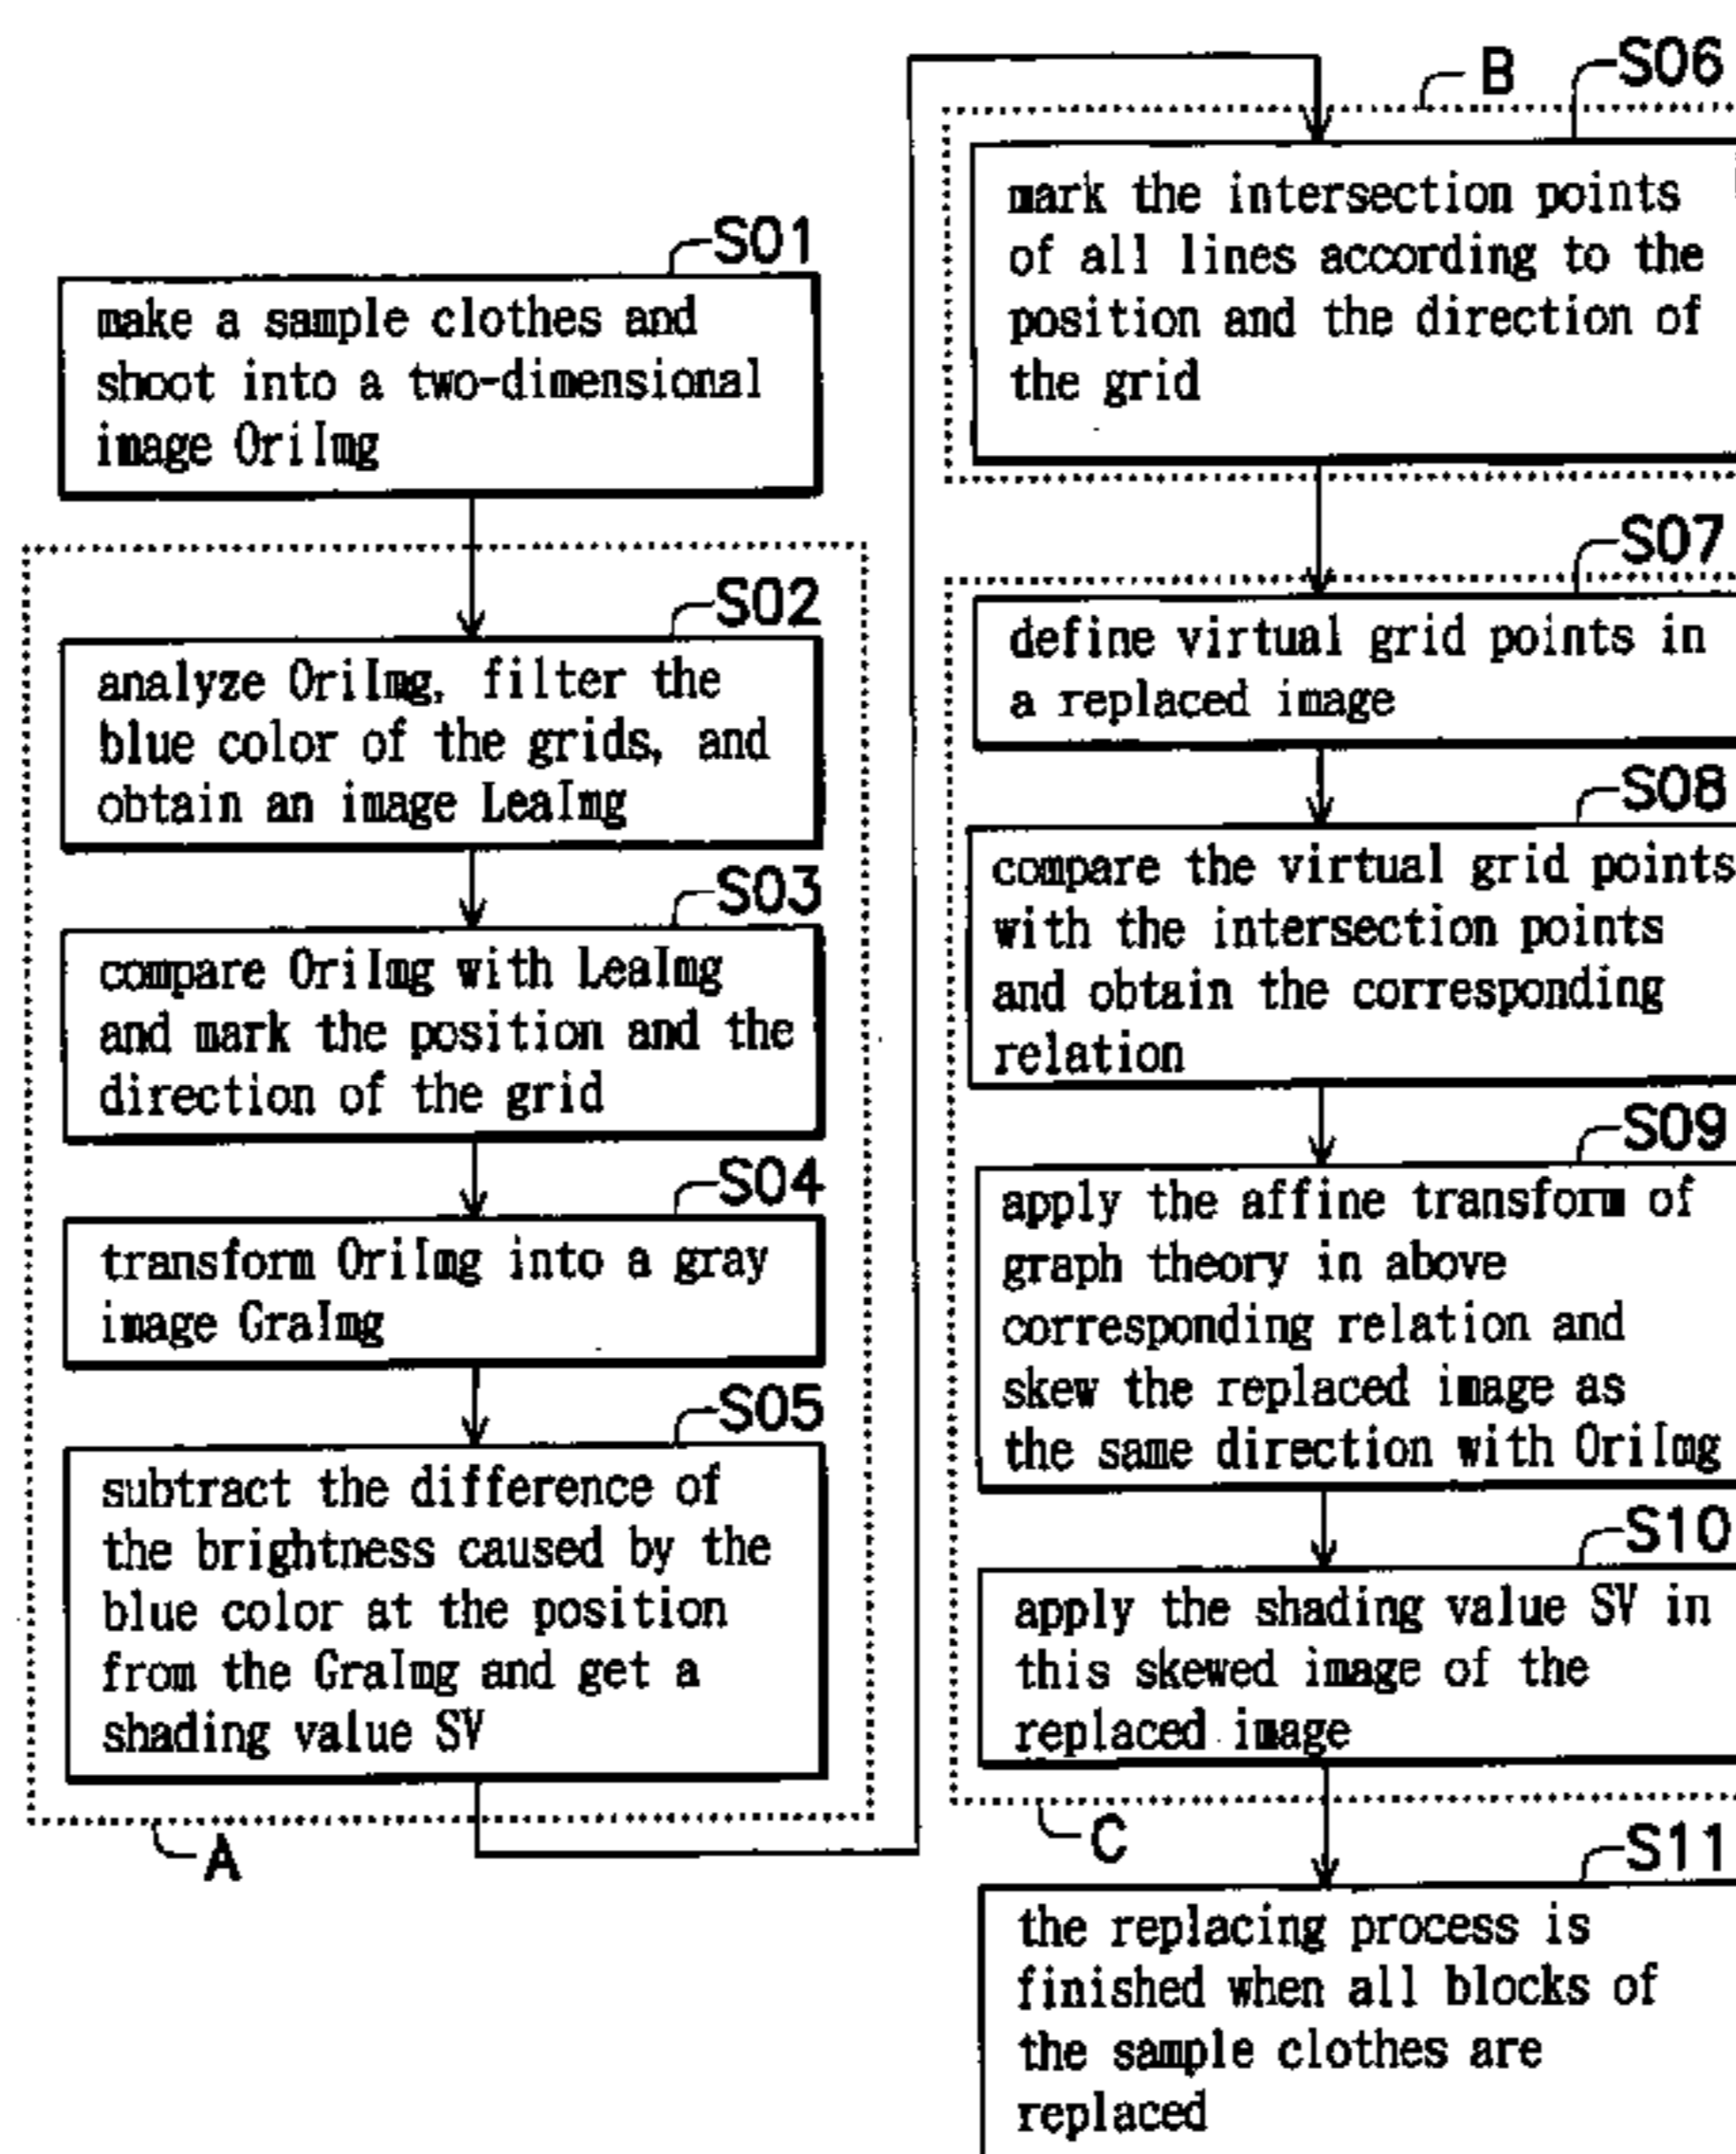 S01
make a sample clothes and
shoot into a two-dimensional
image OriImg
S02
analyze OriImg, filter the
blue color of the grids, and
obtain an image LeaImg
S03
compare OriImg with LeaImg
and mark the position and the
direction of the grid
S04
transform OriImg into a gray
image GraImg
S05
subtract the difference of
the brightness caused by the
blue color at the position
from the GraImg and get a
shading value SV
A
B
S06
mark the intersection points
of all lines according to the
position and the direction of
the grid
S07
define virtual grid points in
a replaced image
S08
compare the virtual grid points
with the intersection points
and obtain the corresponding
relation
S09
apply the affine transform of
graph theory in above
corresponding relation and
skew the replaced image as
the same direction with OriImg
S10
apply the shading value SV in
this skewed image of the
replaced image
C
S11
the replacing process is
finished when all blocks of
the sample clothes are
replaced